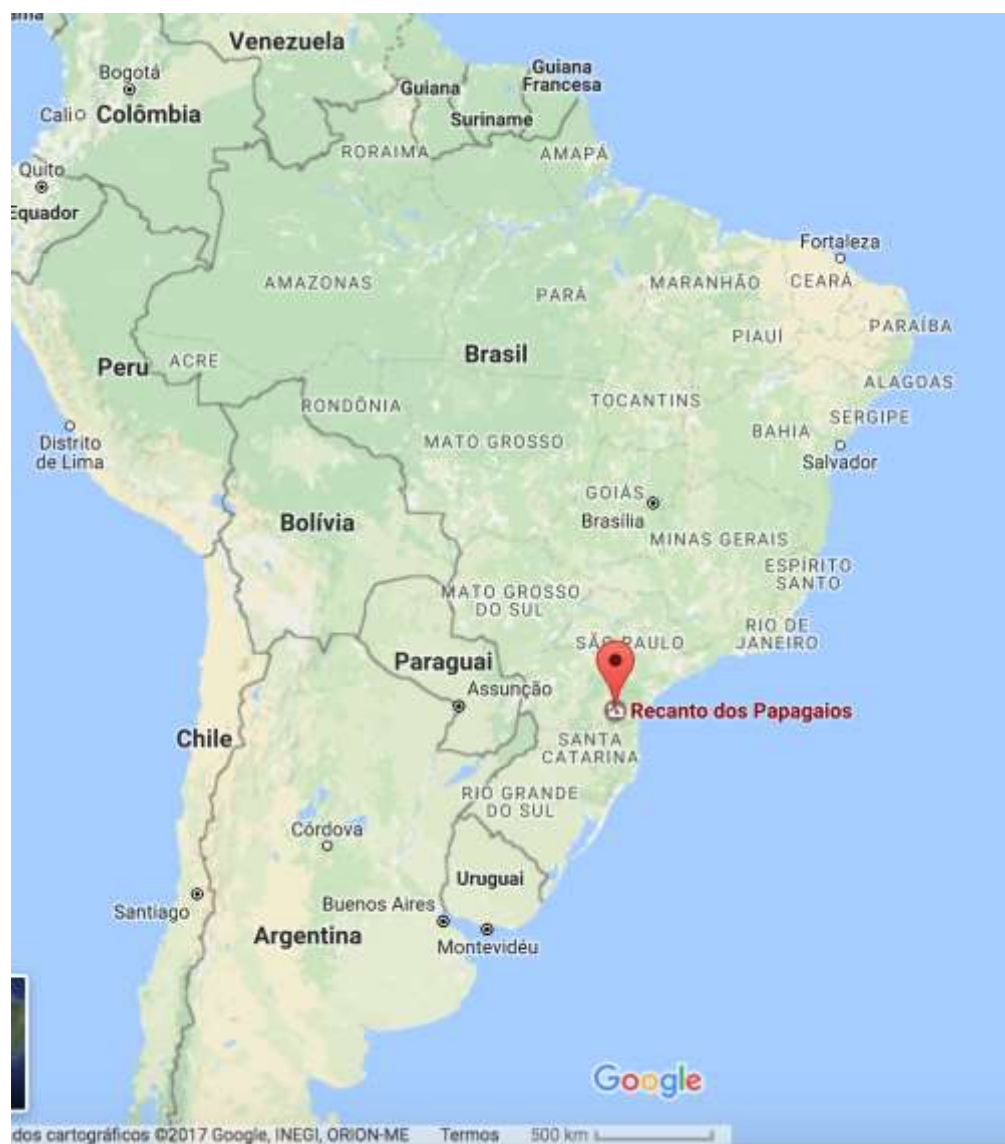 Venezuela
Bogotá
Colômbia
Cali
Guiana
Guiana
Francesa
Suriname
RORAIMA
AMAPÁ
Quito
Equador
Fortaleza
AMAZONAS
PARÁ
MARANHÃO
CEARÁ
PIAUÍ
PARAÍBA
Peru
ACRE
Brasil
RONDÔNIA
TOCANTINS
ALAGOAS
SERGIPE
BAHIA
Distrito
de Lima
MATO GROSSO
Salvador
GOIÁS
Brasília
Bolívia
MINAS GERAIS
ESPÍRITO
SANTO
MATO GROSSO
DO SUL
RIO DE
JANEIRO
SÃO PAULO
Paraguai
Assunção
Recanto dos Papagaios
Chile
SANTA
CATARINA
RIO GRANDE
DO SUL
Córdova
Uruguai
Santiago
Buenos Aires
Argentina
Montevidéu
Google
dos cartográficos ©2017 Google, INEGI, ORION-ME Termos 500 km